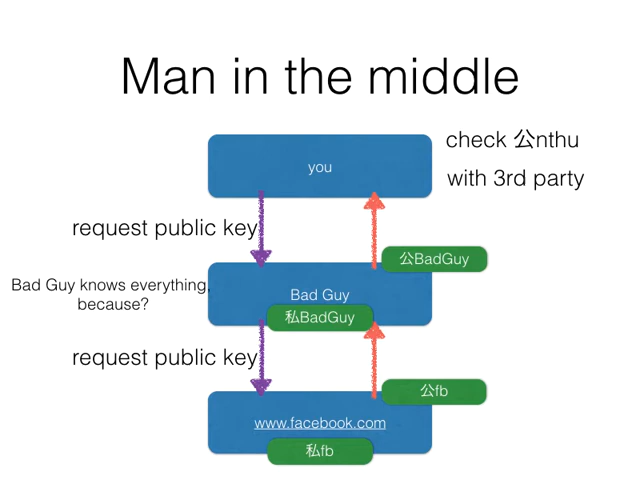 Man in the middle
you
check 公nthu
with 3rd party
request public key
公BadGuy
Bad Guy knows everything,
because?
Bad Guy
私BadGuy
request public key
公fb
www.facebook.com
私fb